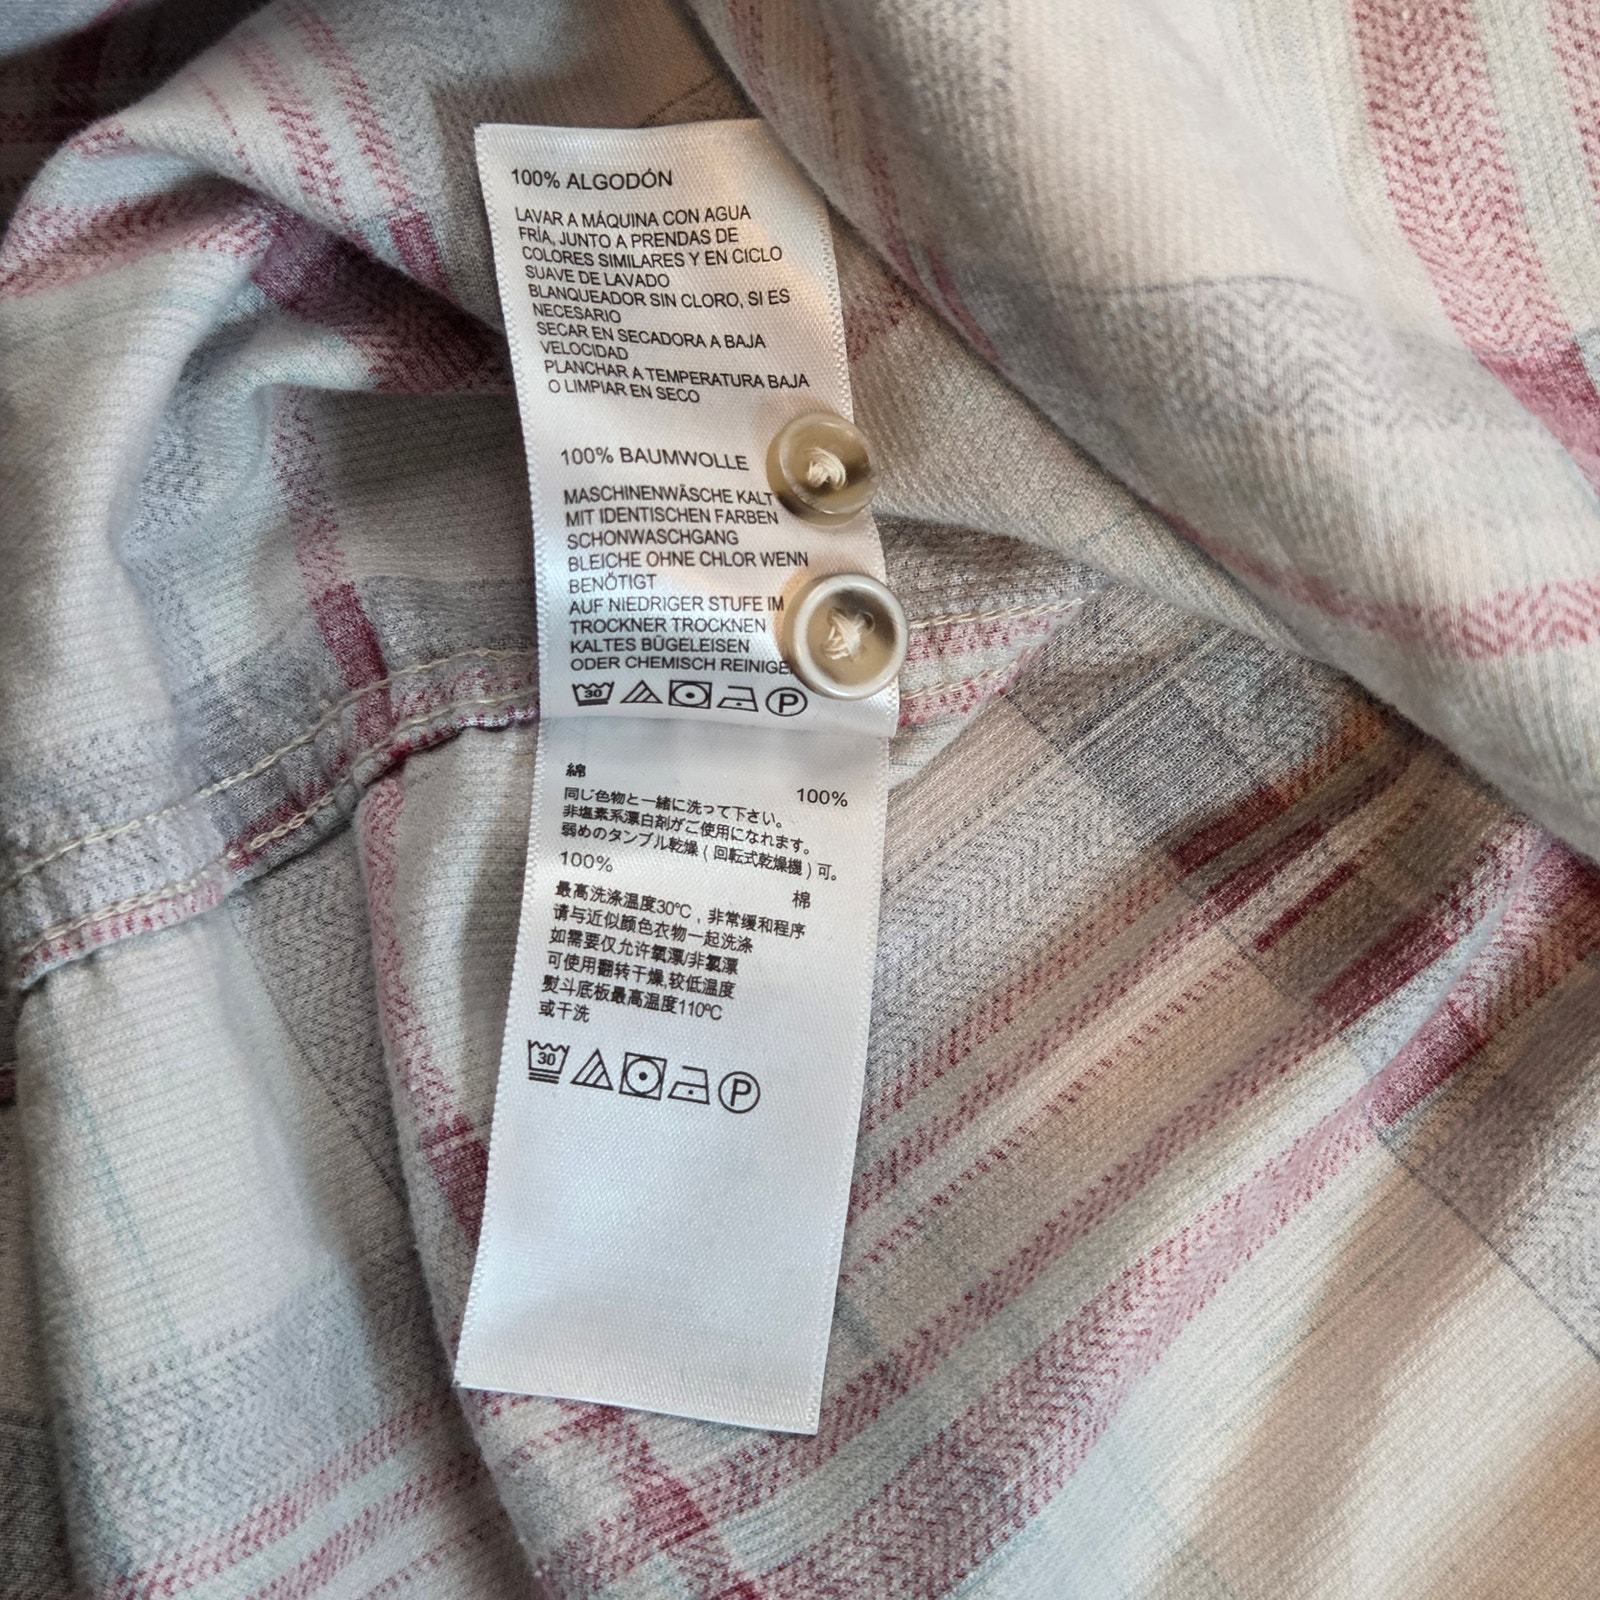 100% ALGODÓN
LAVAR A MÁQUINA CON AGUA
FRÍA, JUNTO A PRENDAS DE
COLORES SIMILARES Y EN CICLO
SUAVE DE LAVADO
BLANQUEADOR SIN CLORO, SI ES
NECESARIO
SECAR EN SECADORA A BAJA
VELOCIDAD
PLANCHAR A TEMPERATURA BAJA
O LIMPIAR EN SECO
100% BAUMWOLLE
MASCHINENWÄSCHE KALT
MIT IDENTISCHEN FARBEN
SCHONWASCHGANG
BLEICHE OHNE CHLOR WENN
BENÖTIGT
AUF NIEDRIGER STUFE IM
TROCKNER TROCKNEN
KALTES BÜGELEISEN
ODER CHEMISCH
30 P
綿 100%
同じ色物と一緒に洗って下さい。
非塩素系漂白剤がご使用になれます。
弱めのタンブル乾燥(回転式乾燥機)可。
100% 棉
最高洗涤温度30℃，非常缓和程序
请与近似颜色衣物一起洗涤
如需要仅允许氧漂/非氯漂
可使用翻转干燥,较低温度
熨斗底板最高温度110℃
或干洗
30 P